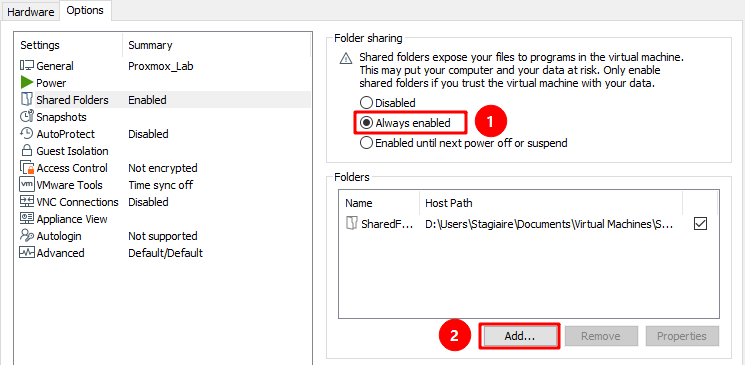 Hardware Options
Settings Summary
General Proxmox_Lab
Power
Shared Folders Enabled
Snapshots
AutoProtect Disabled
Guest Isolation
Access Control Not encrypted
vm VMware Tools Time sync off
VNC Connections Disabled
Appliance View
Autologin Not supported
Advanced Default/Default
Folder sharing
Shared folders expose your files to programs in the virtual machine.
This may put your computer and your data at risk. Only enable
shared folders if you trust the virtual machine with your data.
Disabled
Always enabled 1
Enabled until next power off or suspend
Folders
Name Host Path
SharedF... D:\Users\Stagiaire\Documents\Virtual Machines\S...
2 Add... Remove Properties